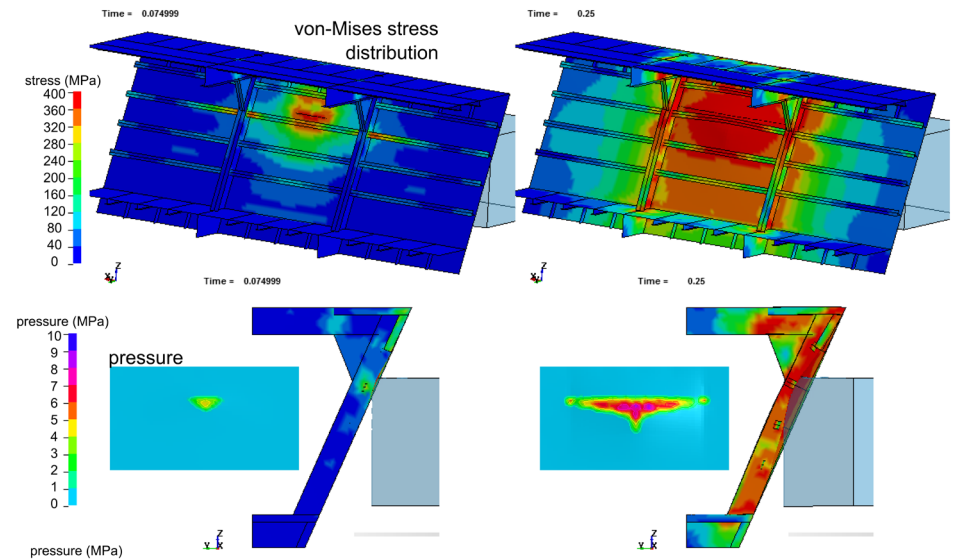 Time = 0.074999
Time = 0.25
von-Mises stress
distribution
stress (MPa)
400
360
320
280
240
200
160
120
80
40
0
Z
Z
Time = 0.074999
Time = 0.25
pressure (MPa)
10
9
8
7
6
5
4
3
2
1
0
pressure
Z
Y X
Z
Y X
pressure (MPa)